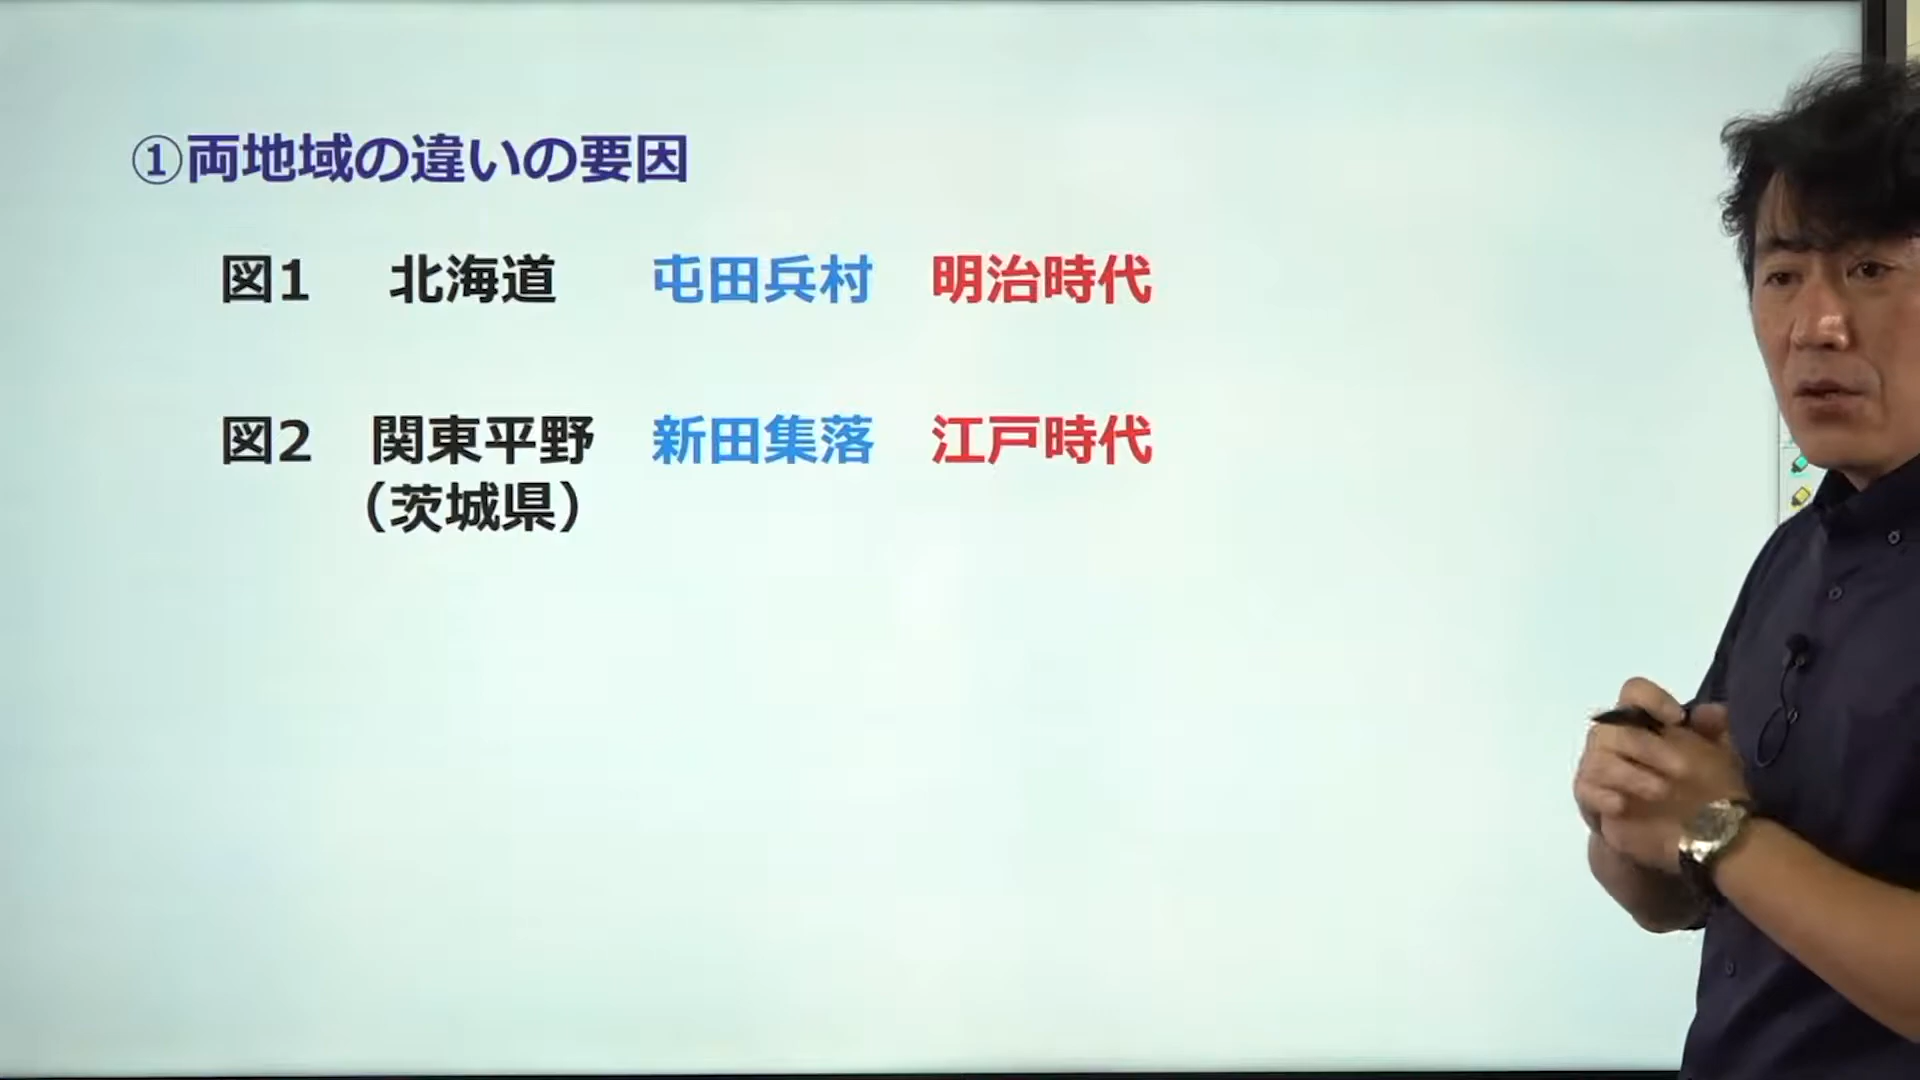 ①両地域の違いの要因
図1 北海道 屯田兵村 明治時代
図2 関東平野 新田集落 江戸時代
（茨城県）